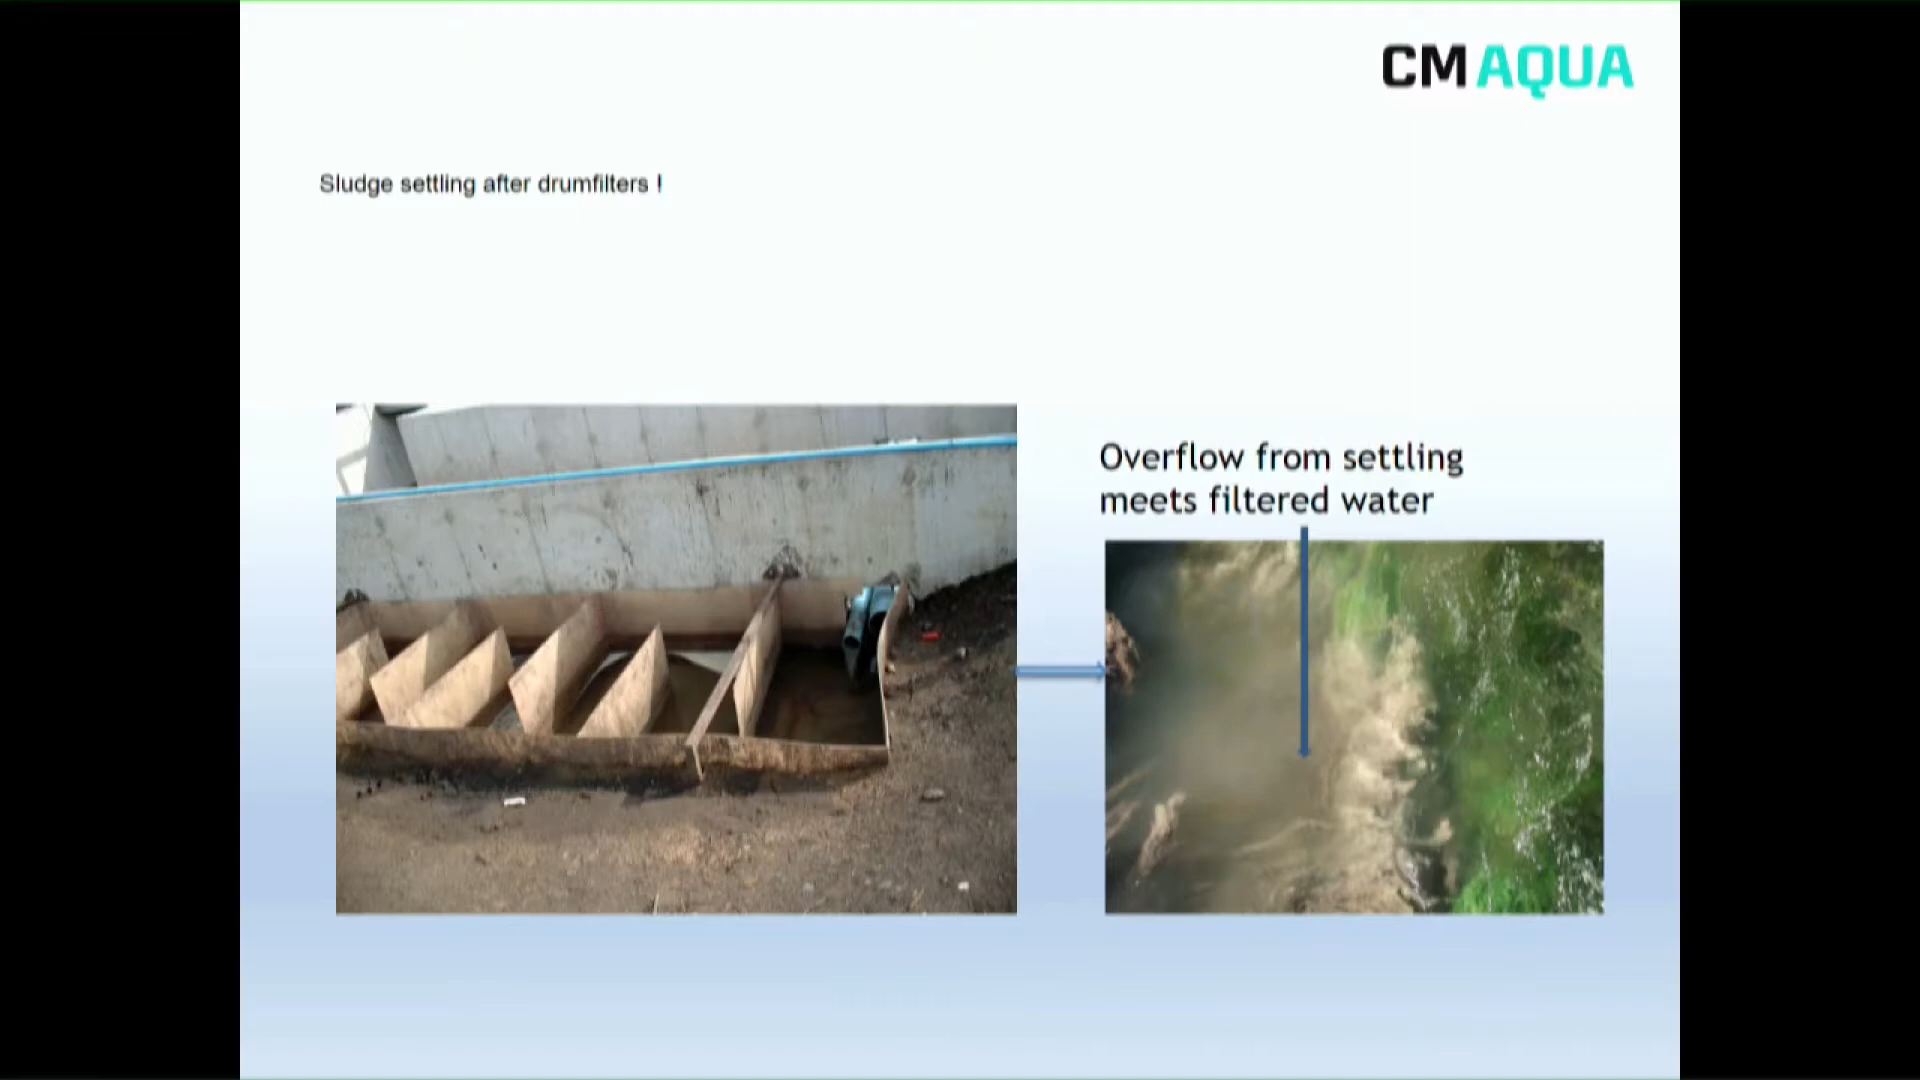 CM AQUA
Sludge settling after drumfilters !
Overflow from settling
meets filtered water